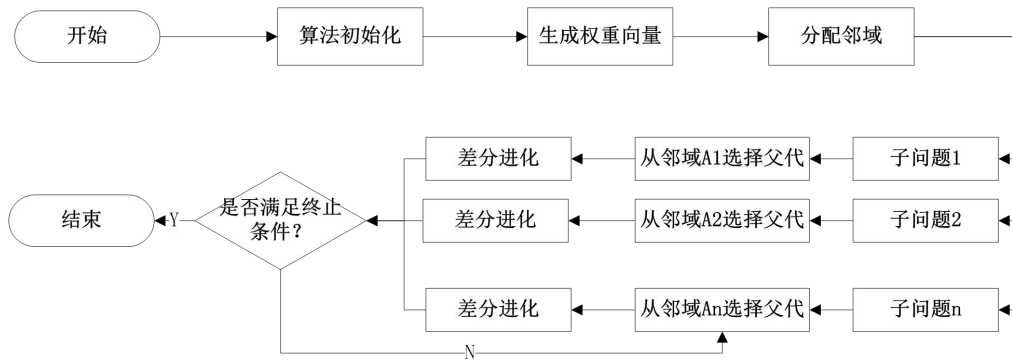 开始
算法初始化
生成权重向量
分配邻域
差分进化
从邻域A1选择父代
子问题1
结束
Y
是否满足终止
条件？
差分进化
从邻域A2选择父代
子问题2
差分进化
从邻域An选择父代
子问题n
N